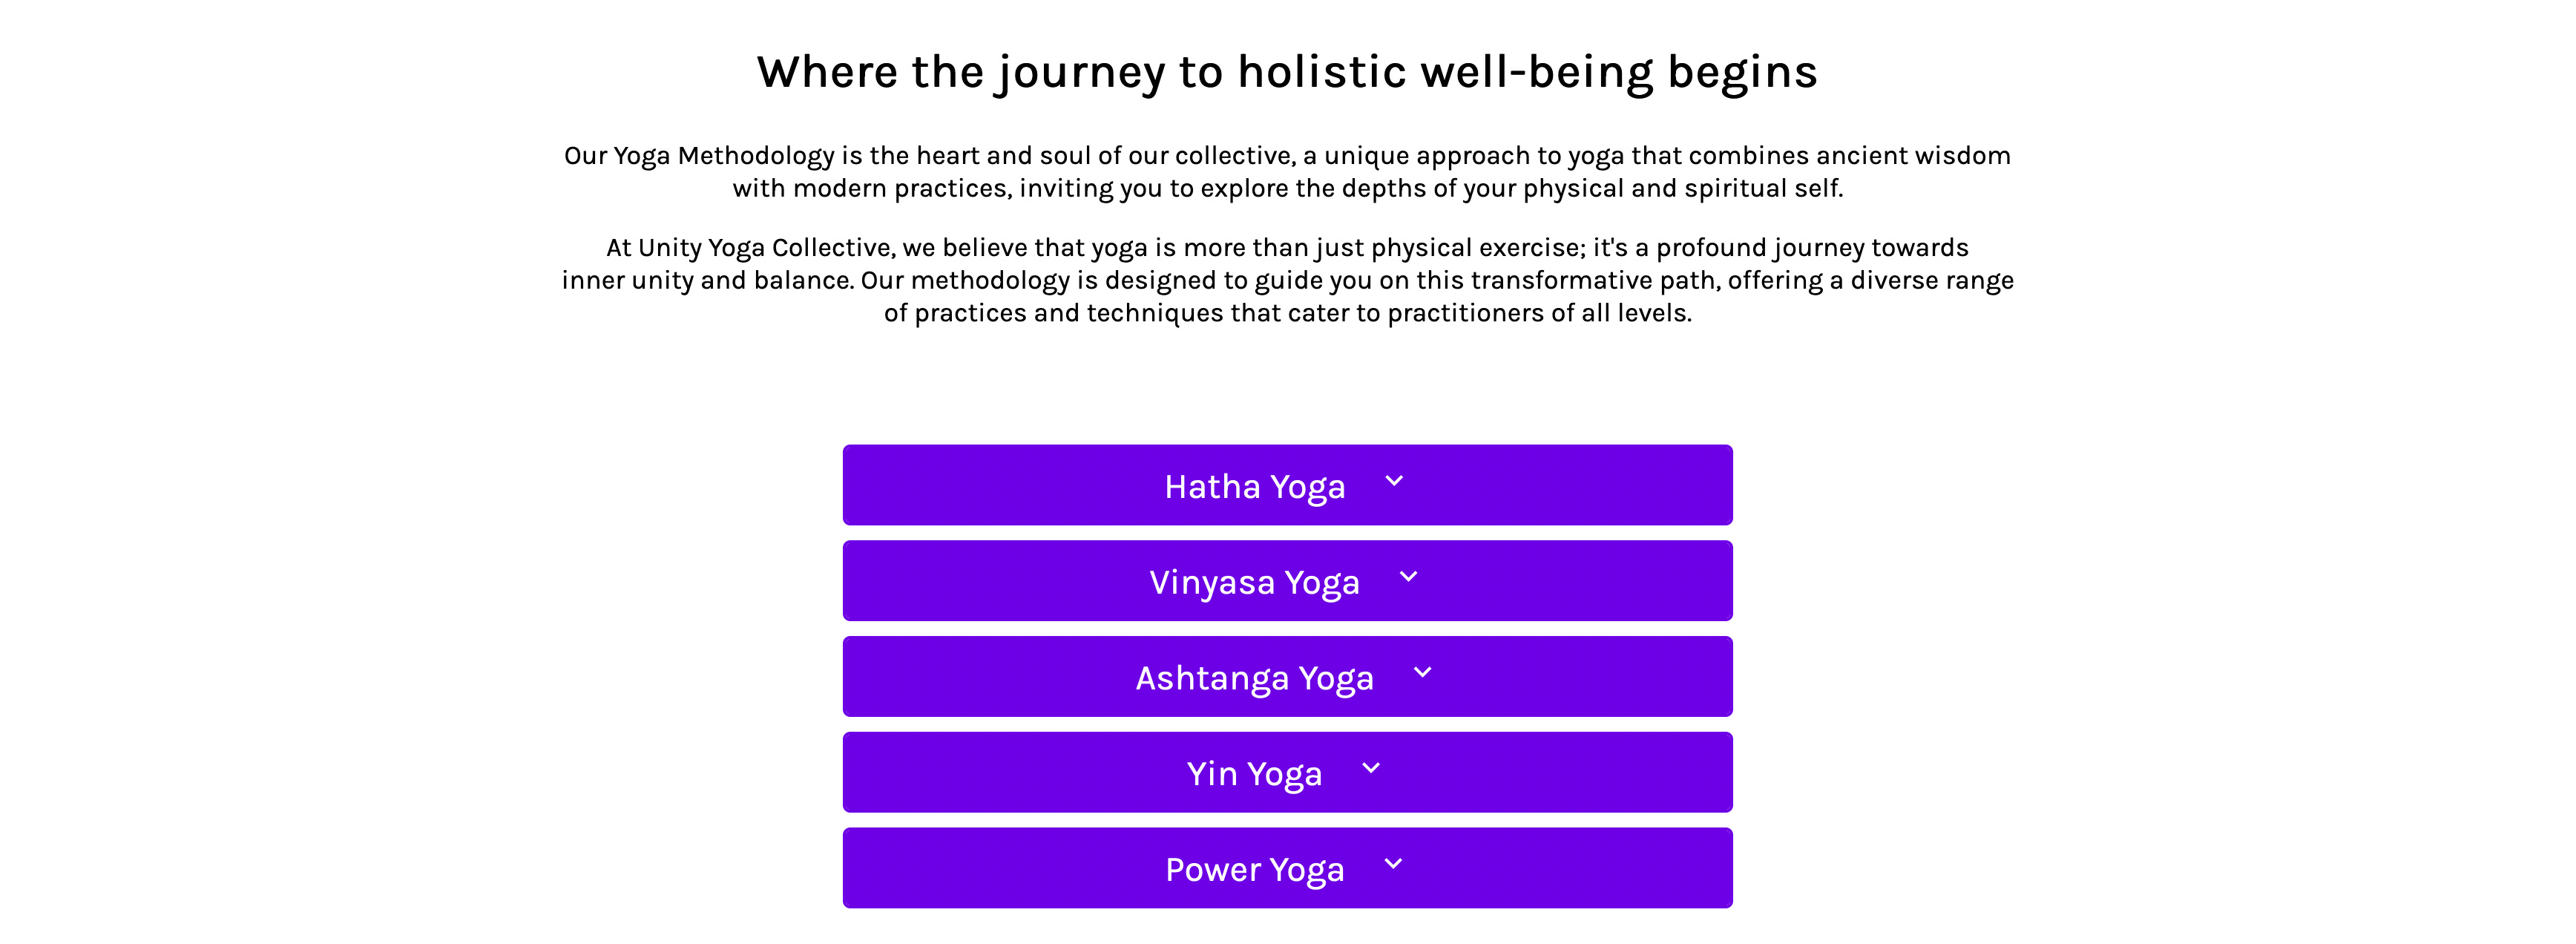 Where the journey to holistic well-being begins
Our Yoga Methodology is the heart and soul of our collective, a unique approach to yoga that combines ancient wisdom
with modern practices, inviting you to explore the depths of your physical and spiritual self.
At Unity Yoga Collective, we believe that yoga is more than just physical exercise; it's a profound journey towards
inner unity and balance. Our methodology is designed to guide you on this transformative path, offering a diverse range
of practices and techniques that cater to practitioners of all levels.
Hatha Yoga
Vinyasa Yoga
Ashtanga Yoga
Yin Yoga
Power Yoga